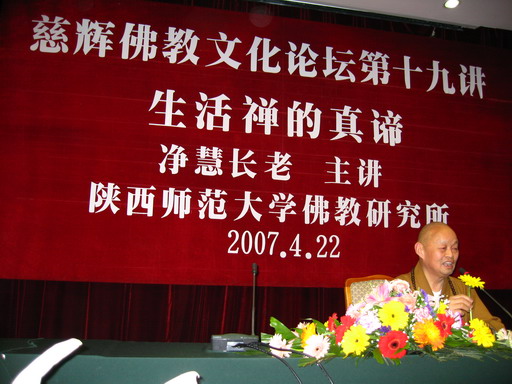 慈辉佛教文化论坛第十九讲
生活禅的真谛
净慧长老 主讲
陕西师范大学佛教研究所
2007.4.22